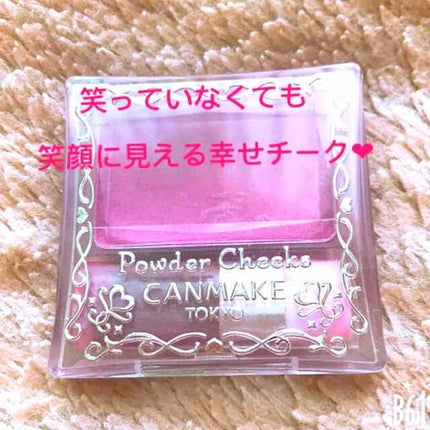 笑っていなくても
笑顔に見える幸せチーク❤
Powder Cheeks
CANMAKE
TOKYO
B61